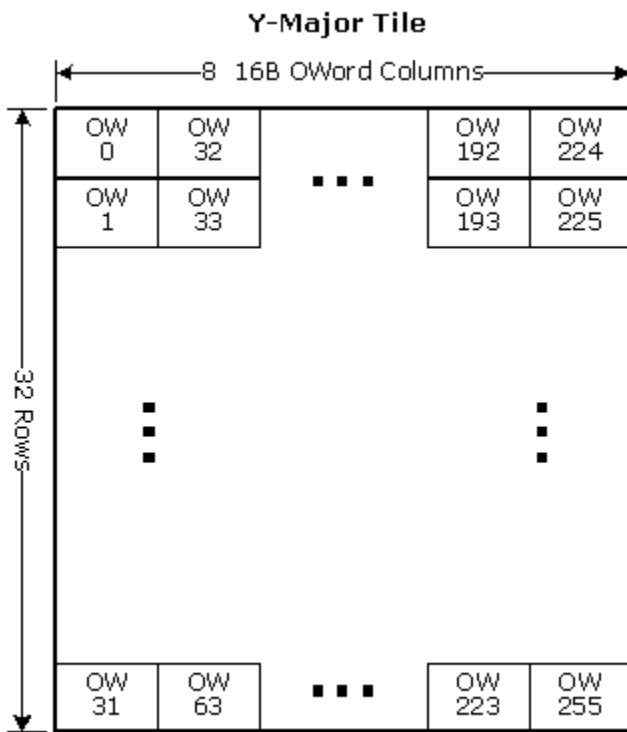 Y-Major Tile
8 16B OWord Columns
OW
0
OW
32
OW
192
OW
224
OW
1
OW
33
OW
193
OW
225
32 Rows
OW
31
OW
63
OW
223
OW
255